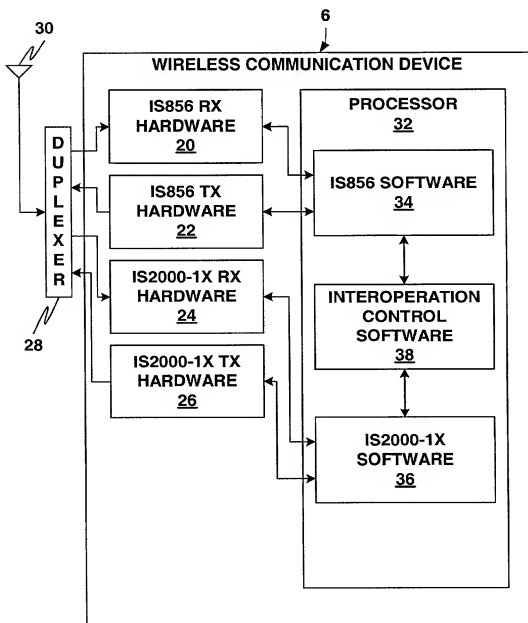 30
6
WIRELESS COMMUNICATION DEVICE
DUPLEXER
28
IS856 RX
HARDWARE
20
IS856 TX
HARDWARE
22
IS2000-1X RX
HARDWARE
24
IS2000-1X TX
HARDWARE
26
PROCESSOR
32
IS856 SOFTWARE
34
INTEROPERATION
CONTROL
SOFTWARE
38
IS2000-1X
SOFTWARE
36